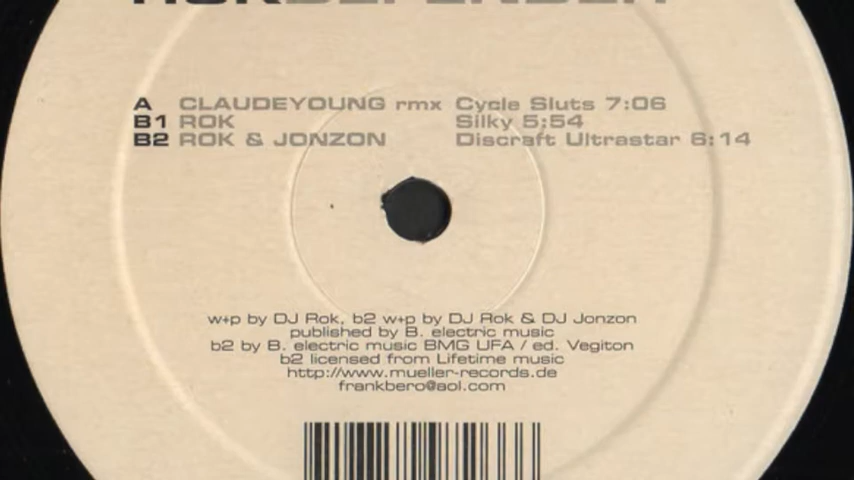 A CLAUDEYOUNG rmx Cycle Sluts 7:06
B1 ROK Silky 5:54
B2 ROK & JONZON Discraft Ultrastar 6:14
w+p by DJ Rok, b2 w+p by DJ Rok & DJ Jonzon
published by B. electric music
b2 by B. electric music BMG UFA / ed. Vegiton
b2 licensed from Lifetime music
http://www.mueller-records.de
frankbero@aol.com